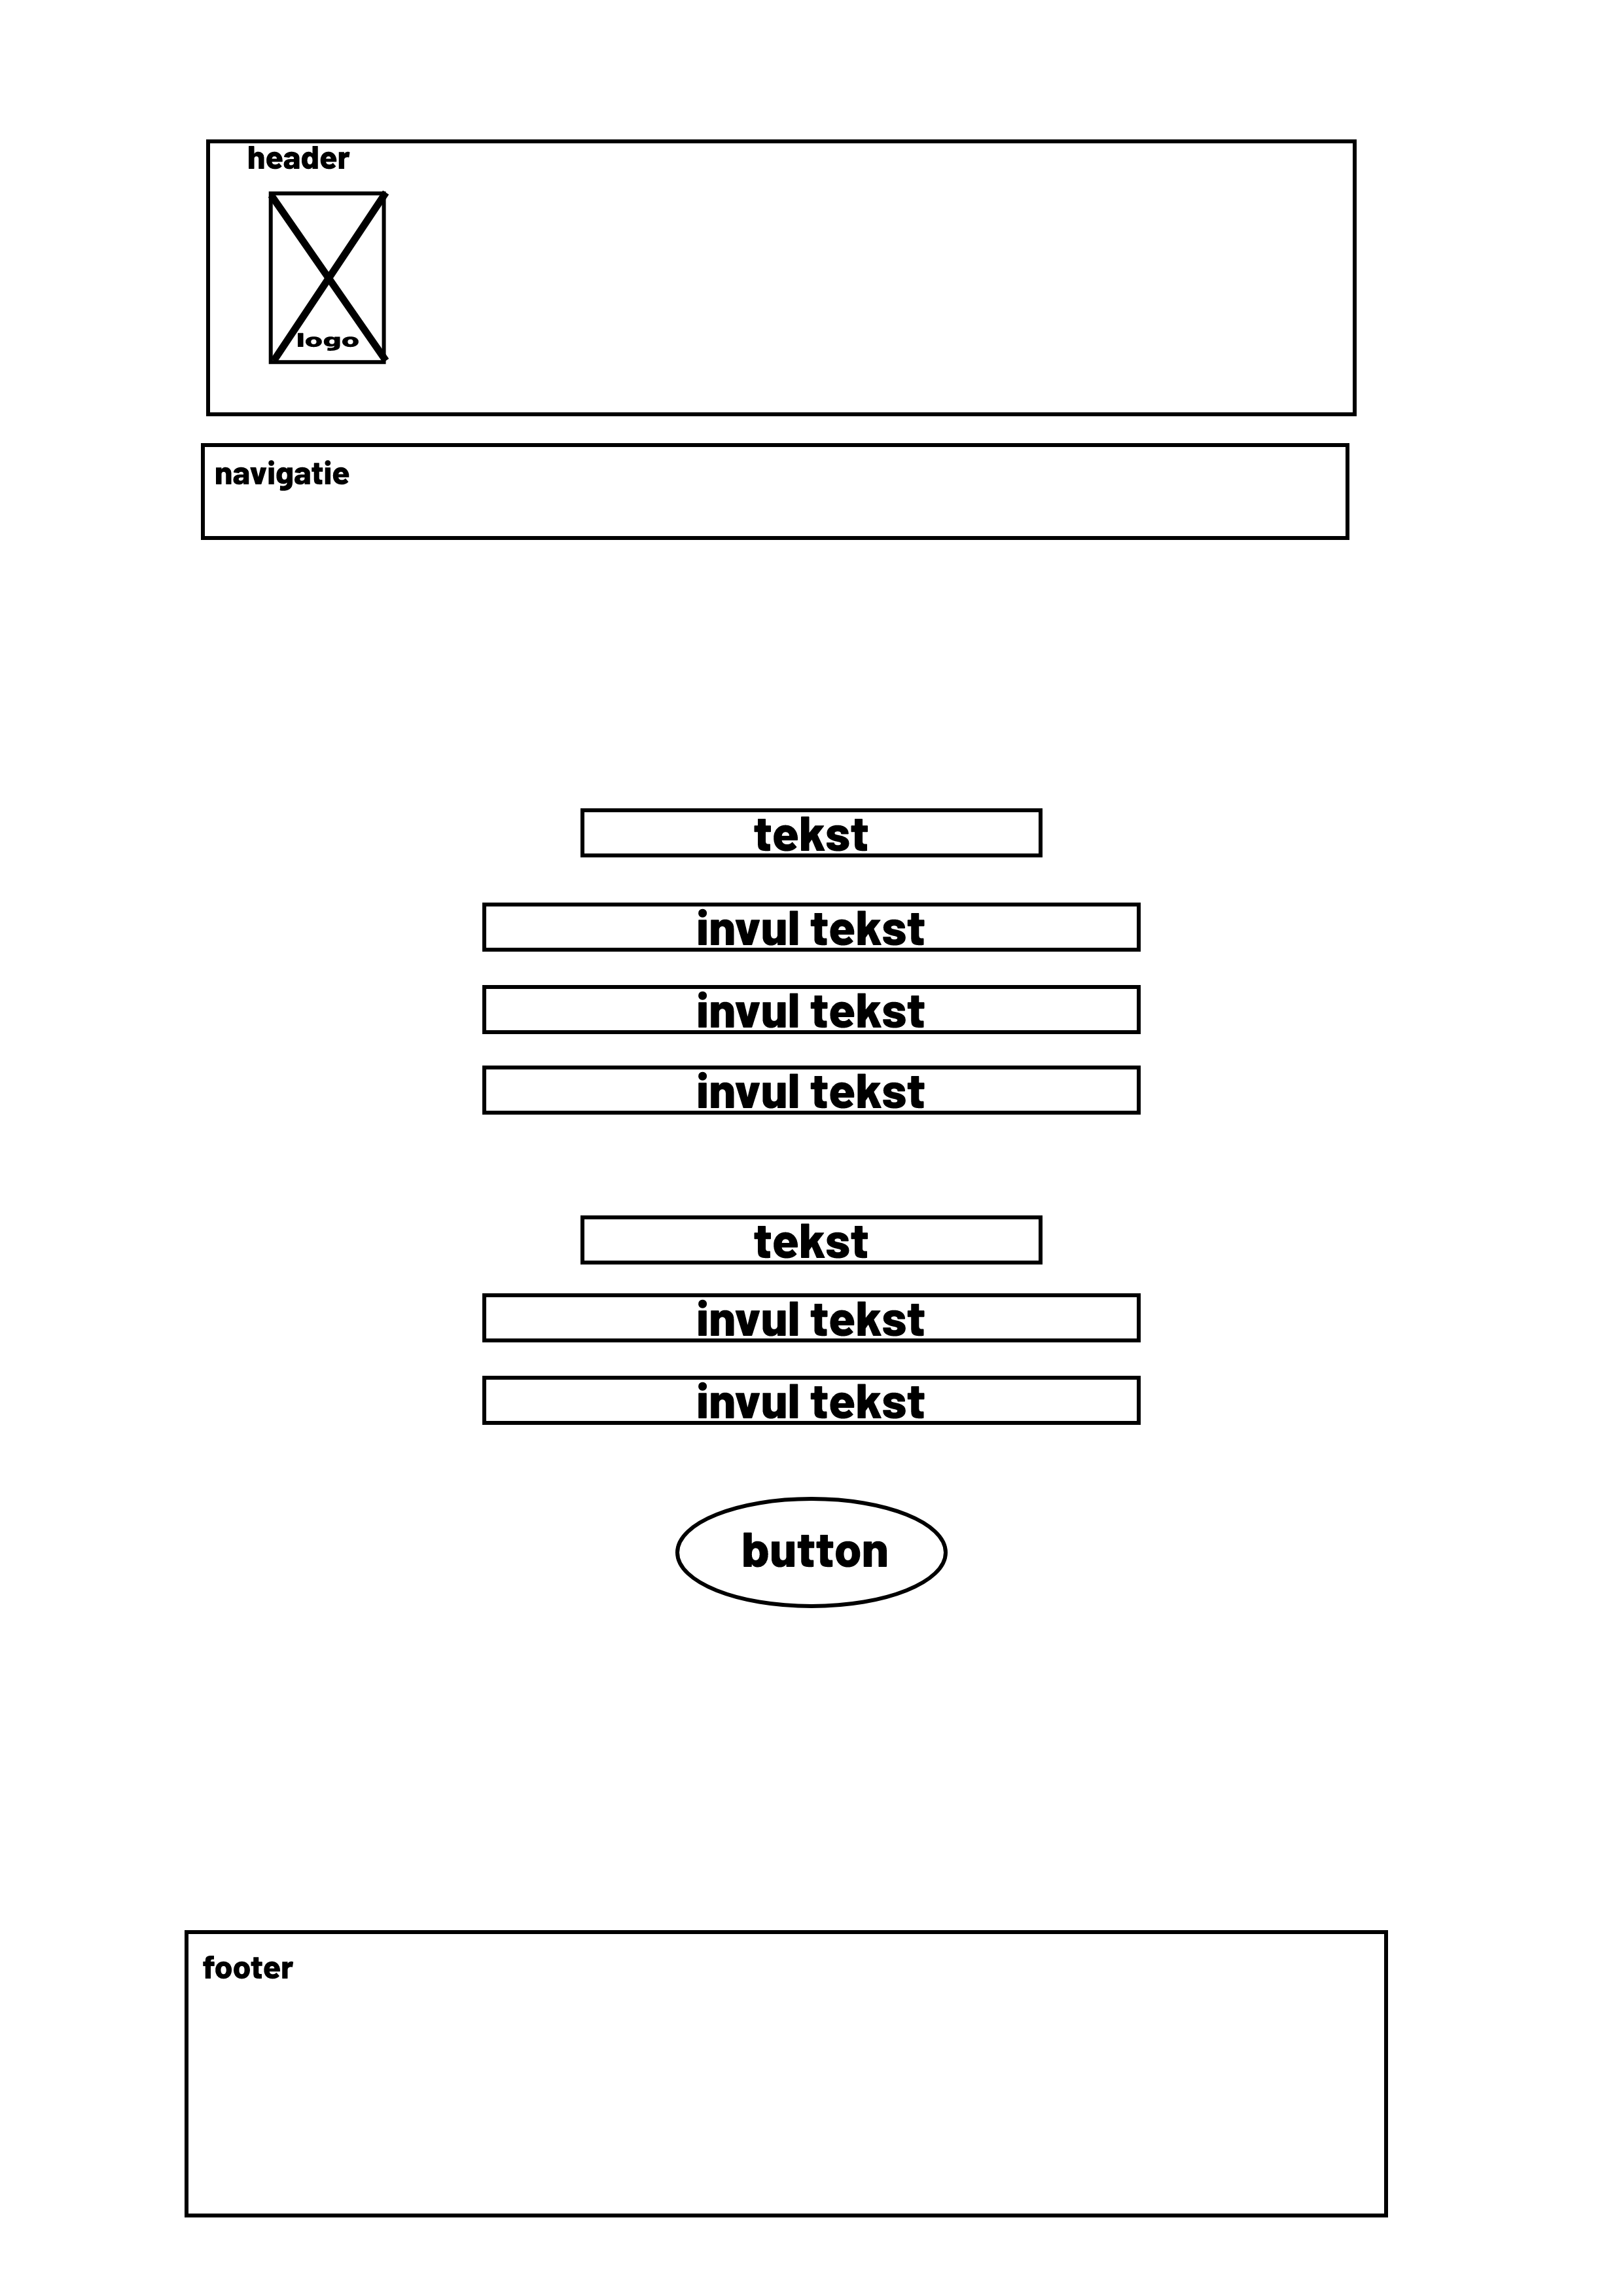 header
logo
navigatie
tekst
invul tekst
invul tekst
invul tekst
tekst
invul tekst
invul tekst
button
footer